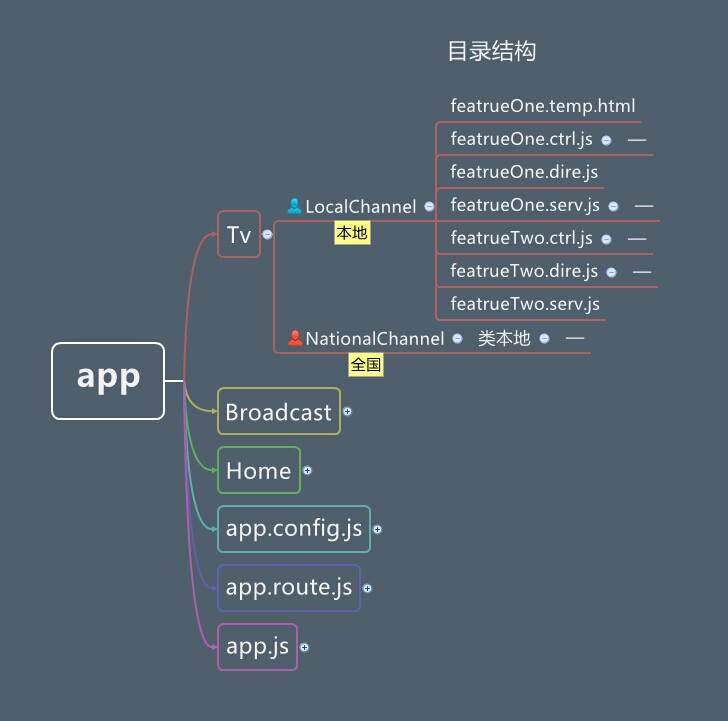 目录结构
featrueOne.temp.html
featrueOne.ctrl.js
featrueOne.dire.js
LocalChannel
featrueOne.serv.js
本地
Tv
featrueTwo.ctrl.js
featrueTwo.dire.js
featrueTwo.serv.js
NationalChannel
类本地
全国
app
Broadcast
Home
app.config.js
app.route.js
app.js